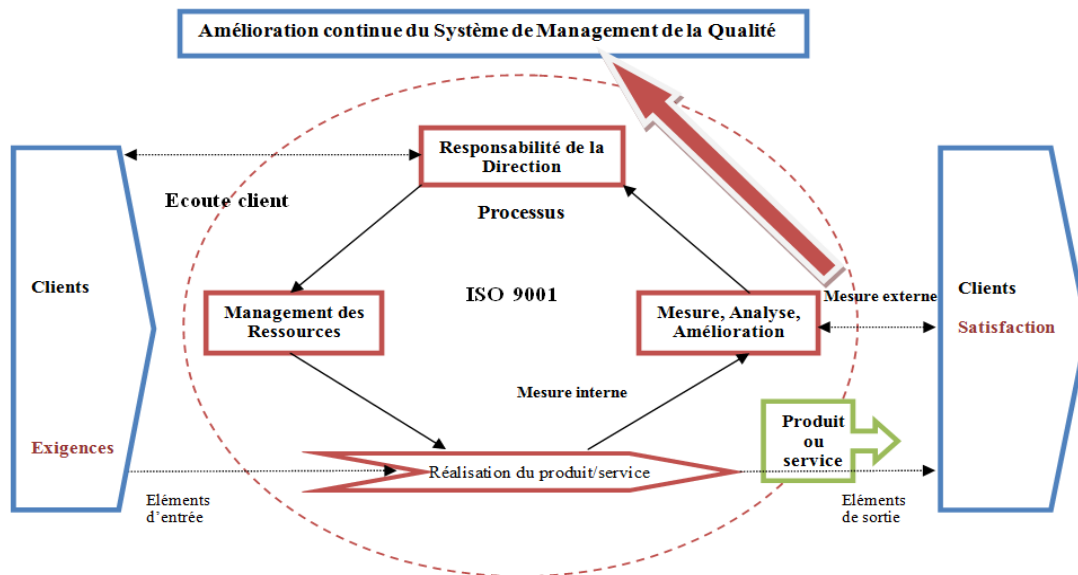 Amélioration continue du Système de Management de la Qualité
Responsabilité de la
Direction
Ecoute client
Processus
Clients
Management des
Ressources
ISO 9001
Mesure, Analyse,
Amélioration
Mesure externe
Clients
Satisfaction
Mesure interne
Exigences
Réalisation du produit/service
Produit
ou
service
Eléments
d’entrée
Eléments
de sortie